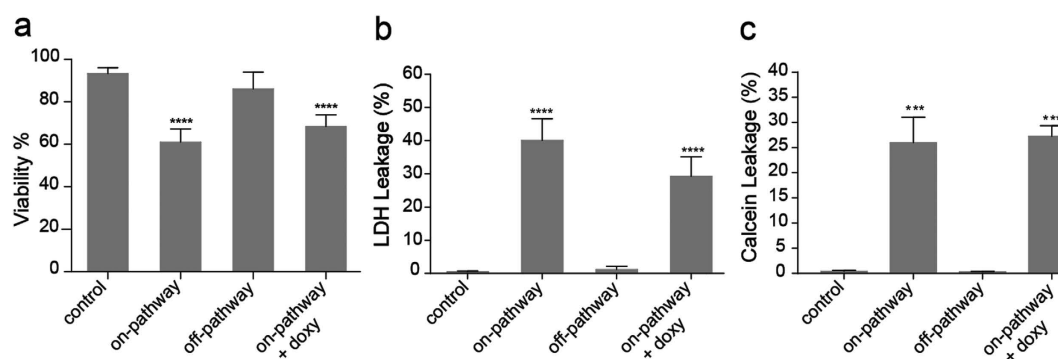 a
Viability %
100
80
60
40
20
0
****
****
control
on-pathway
off-pathway
on-pathway
+ doxy
b
LDH Leakage (%)
60
50
40
30
20
10
0
****
****
control
on-pathway
off-pathway
on-pathway
+ doxy
c
Calcein Leakage (%)
40
35
30
25
20
15
10
5
0
***
***
control
on-pathway
off-pathway
on-pathway
+ doxy